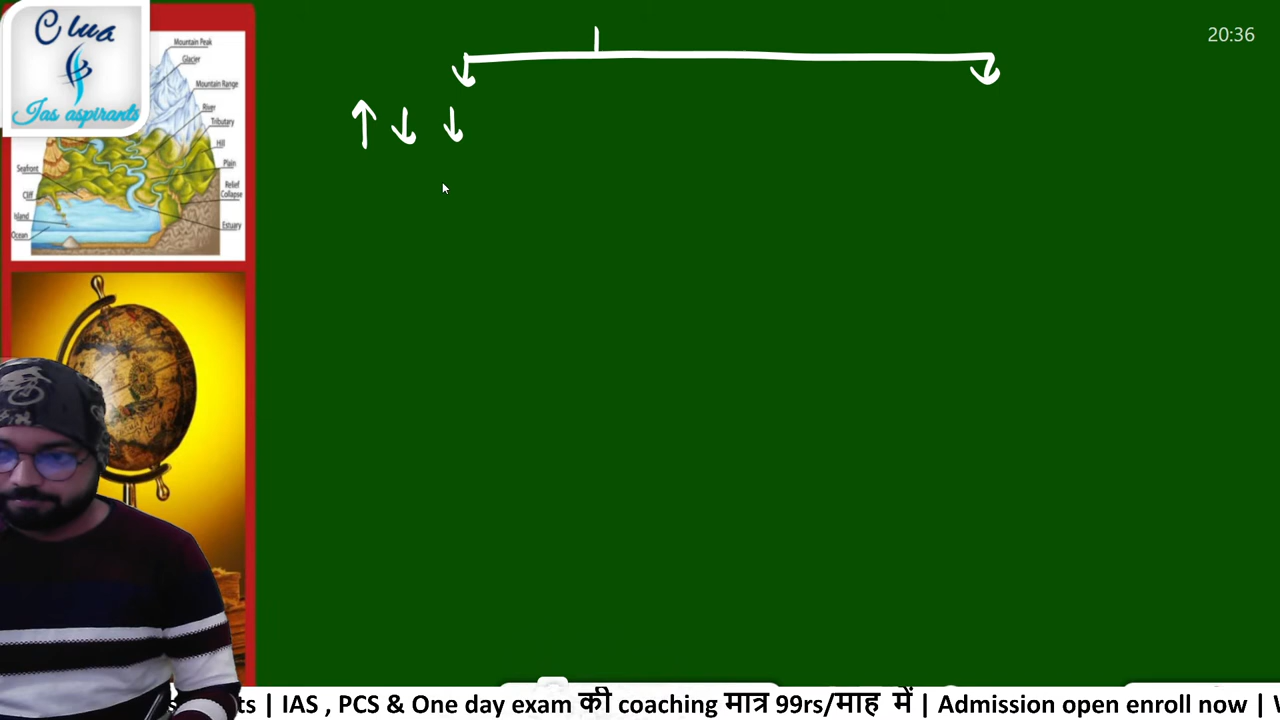 Clua
Ias aspirants
20:36
Mountain Peak
Glacier
Mountain Range
River
Tributary
Hill
Plain
Seafront
Relief
Collapse
Cliff
Island
Estuary
Ocean
ts | IAS , PCS & One day exam की coaching मात्र 99rs/माह में | Admission open enroll now |